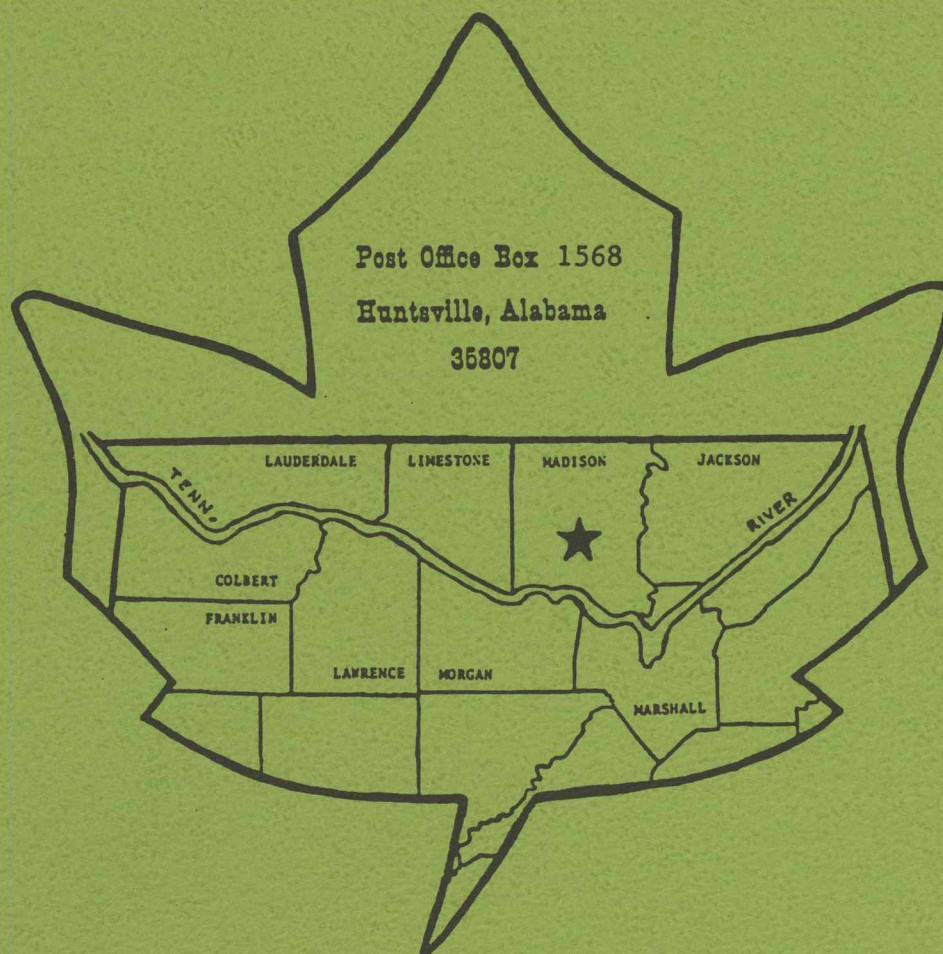 Post Office Box 1568
Huntsville, Alabama
35807
LAUDERDALE LIMESTONE MADISON JACKSON
TENN. RIVER
COLBERT
FRANKLIN
LAWRENCE MORGAN
MARSHALL